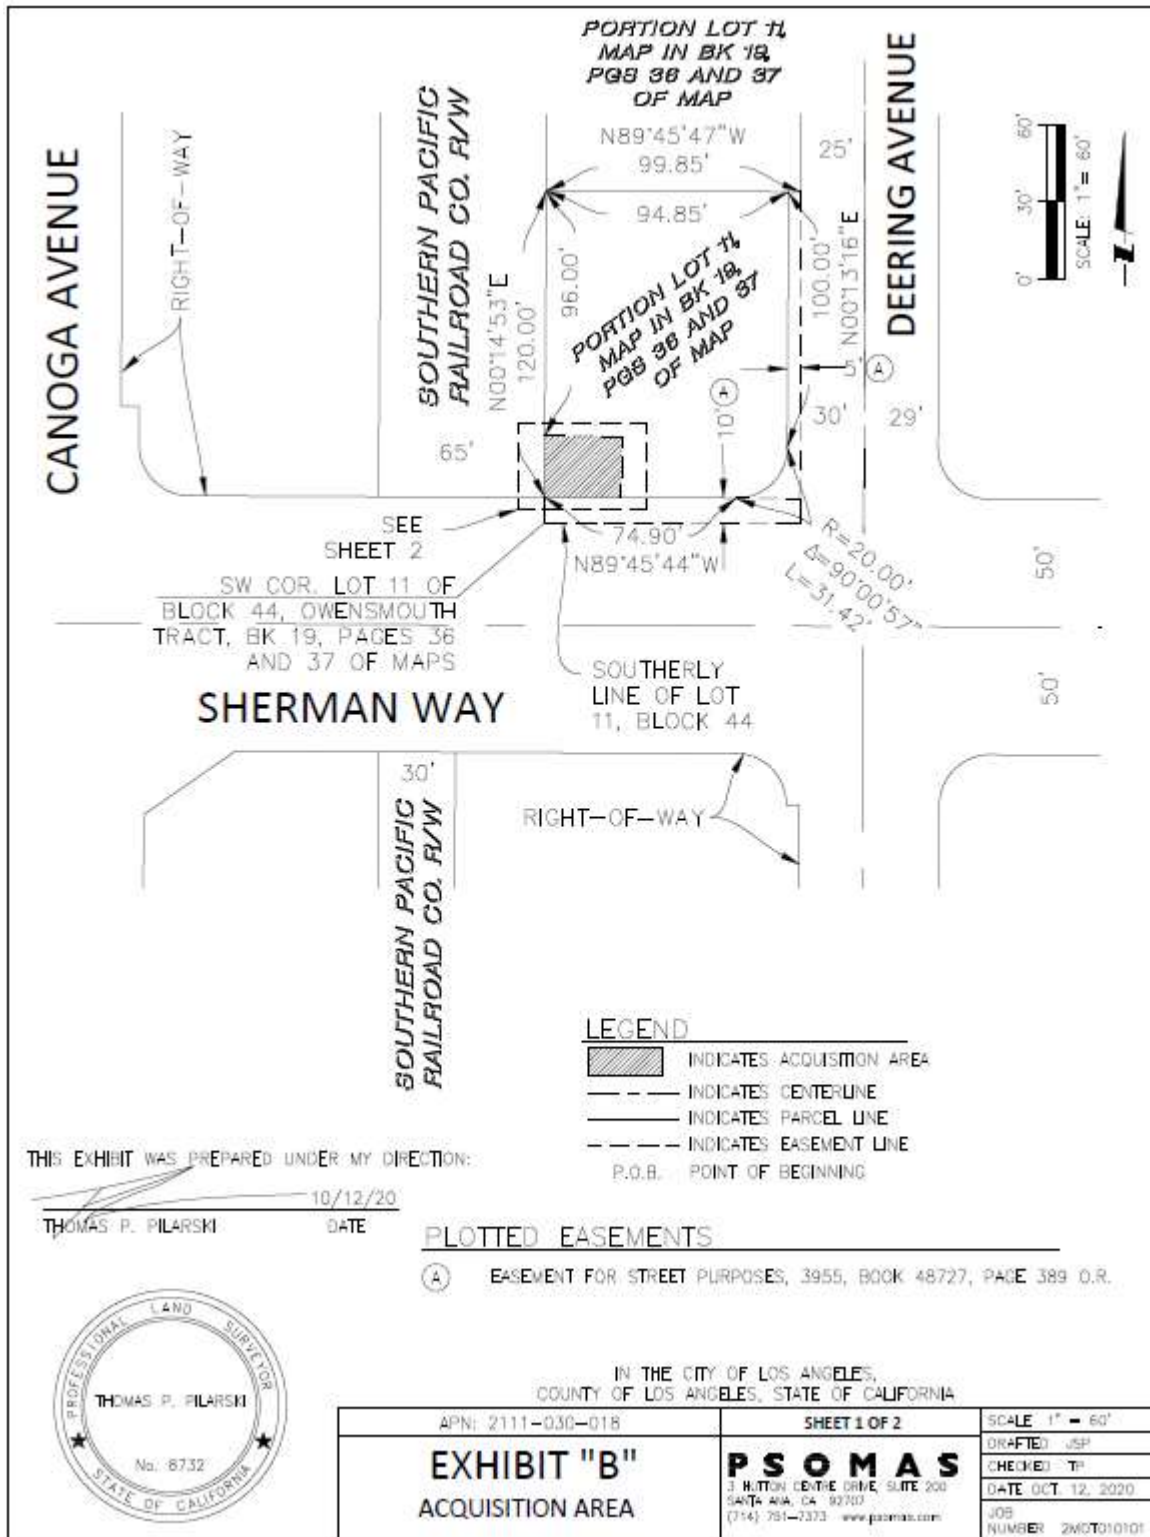 PORTION LOT 11,
MAP IN BK 19,
PGS 36 AND 37
OF MAP
DEERING AVENUE
CANOGA AVENUE
RIGHT-OF-WAY
SOUTHERN PACIFIC
RAILROAD CO. R/W
N89°45'47"W
99.85'
94.85'
25'
60'
30'
0'
SCALE: 1"= 60'
N00°14'53"E
120.00'
96.00'
PORTION LOT 11,
MAP IN BK 19,
PGS 36 AND 37
OF MAP
100.00'
N00°13'16"E
5' A
10' A
30'
29'
65'
SEE
SHEET 2
74.90'
N89°45'44"W
R=20.00'
Δ=90°00'57"
L=31.42'
50'
50'
SW COR. LOT 11 OF
BLOCK 44, OWENSMOUTH
TRACT, BK 19, PAGES 36
AND 37 OF MAPS
SOUTHERLY
LINE OF LOT
11, BLOCK 44
SHERMAN WAY
30'
SOUTHERN PACIFIC
RAILROAD CO. R/W
RIGHT-OF-WAY
LEGEND
INDICATES ACQUISITION AREA
INDICATES CENTERLINE
INDICATES PARCEL LINE
INDICATES EASEMENT LINE
P.O.B. POINT OF BEGINNING
THIS EXHIBIT WAS PREPARED UNDER MY DIRECTION:
10/12/20
THOMAS P. PILARSKI DATE
PLOTTED EASEMENTS
A EASEMENT FOR STREET PURPOSES, 3955, BOOK 48727, PAGE 389 O.R.
PROFESSIONAL LAND SURVEYOR
THOMAS P. PILARSKI
No. 8732
STATE OF CALIFORNIA
IN THE CITY OF LOS ANGELES,
COUNTY OF LOS ANGELES, STATE OF CALIFORNIA
APN: 2111-030-018
EXHIBIT "B"
ACQUISITION AREA
SHEET 1 OF 2
PSOMAS
3 HUTTON CENTRE DRIVE, SUITE 200
SANTA ANA, CA 92707
(714) 751-7373 www.psomas.com
SCALE 1" = 60'
DRAFTED JSP
CHECKED TP
DATE OCT. 12, 2020
JOB
NUMBER 2MOT010101